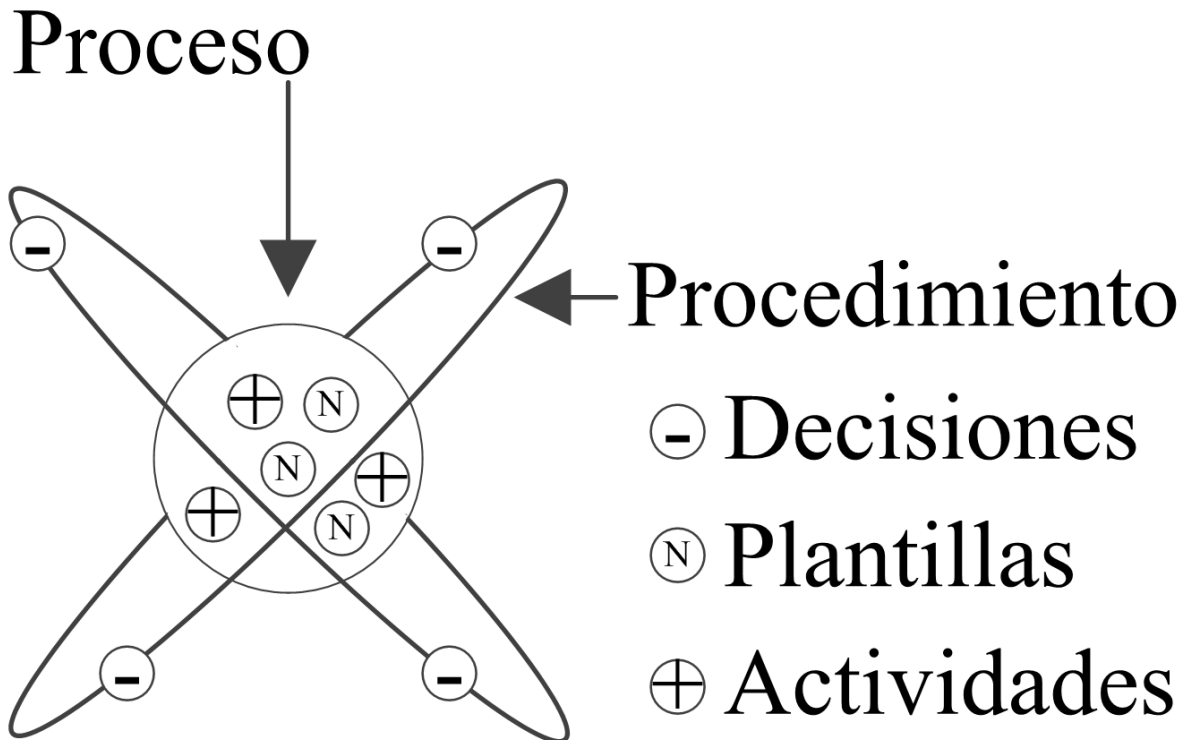 Proceso
Procedimiento
- Decisiones
N Plantillas
+ Actividades
-
-
+
N
N
+
+
N
-
-